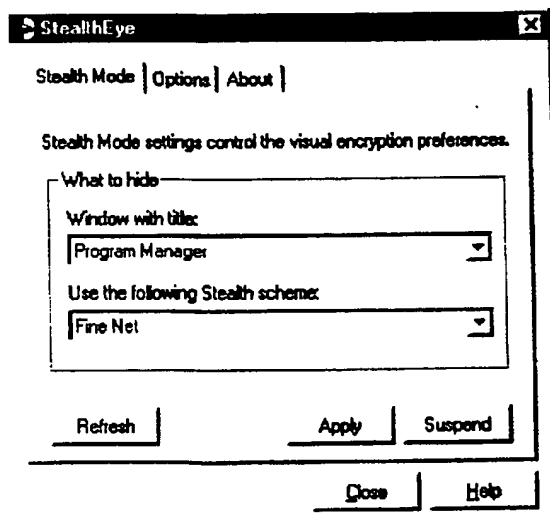 StealthEye
Stealth Mode Options About
Stealth Mode settings control the visual encryption preferences.
What to hide
Window with title:
Program Manager
Use the following Stealth scheme:
Fine Net
Refresh Apply Suspend
Close Help